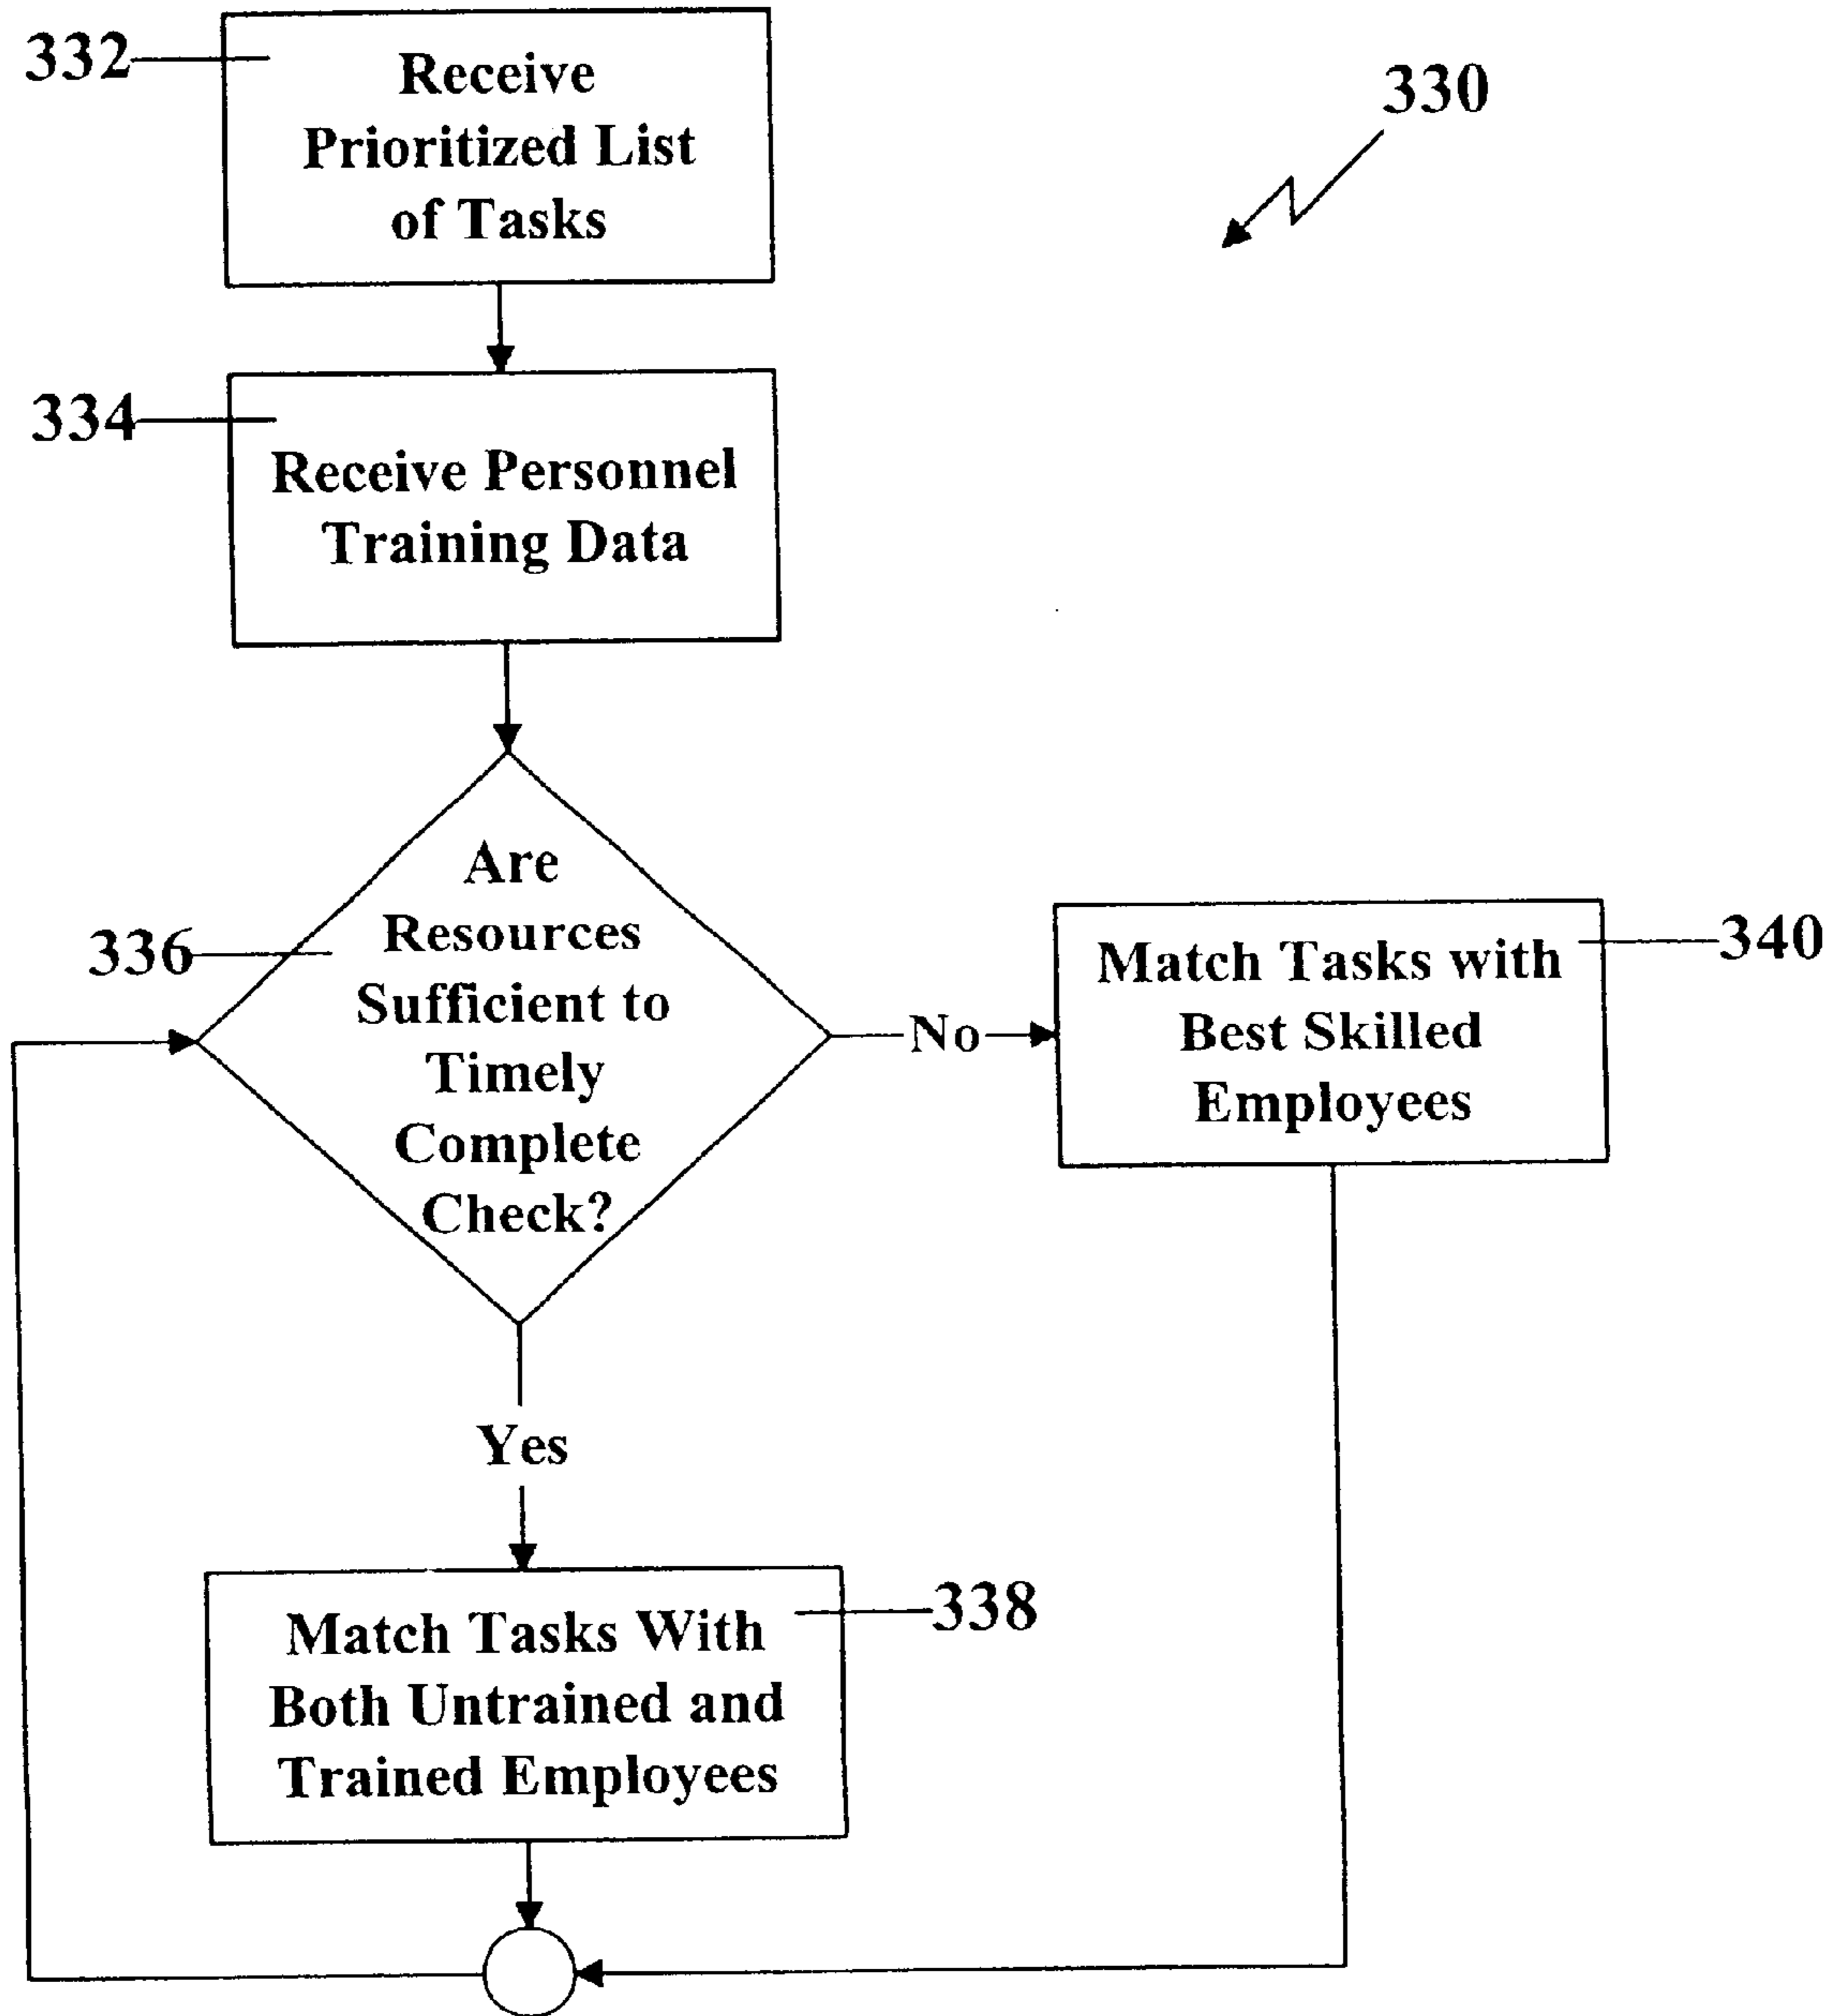 332
Receive
Prioritized List
of Tasks
330
334
Receive Personnel
Training Data
336
Are
Resources
Sufficient to
Timely
Complete
Check?
No
340
Match Tasks with
Best Skilled
Employees
Yes
338
Match Tasks With
Both Untrained and
Trained Employees